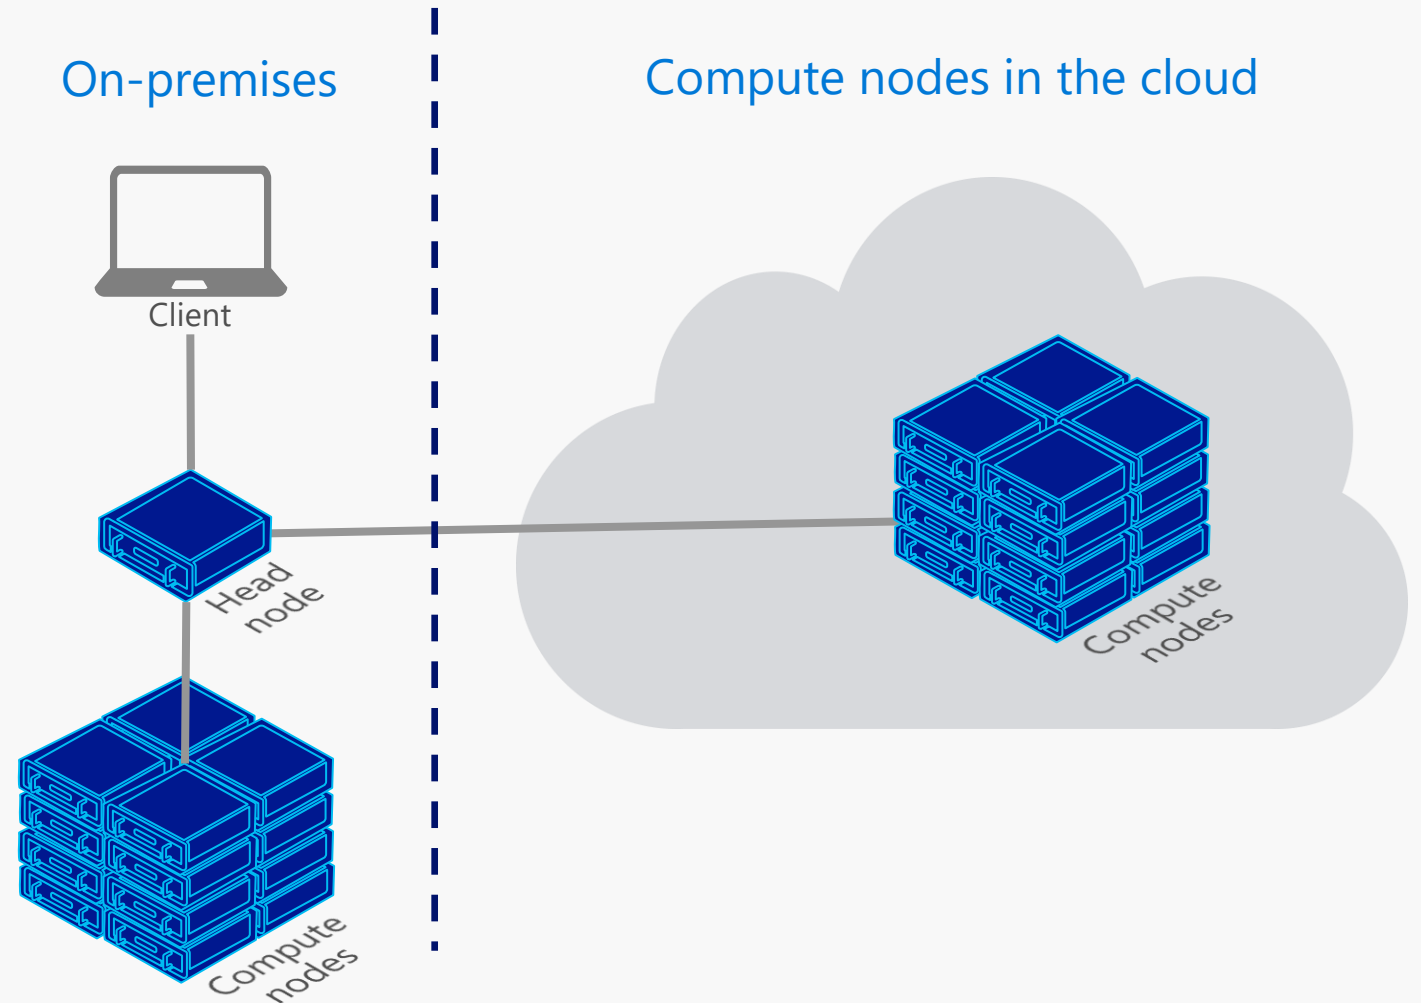 On-premises
Compute nodes in the cloud
Client
Head
node
Compute
nodes
Compute
nodes